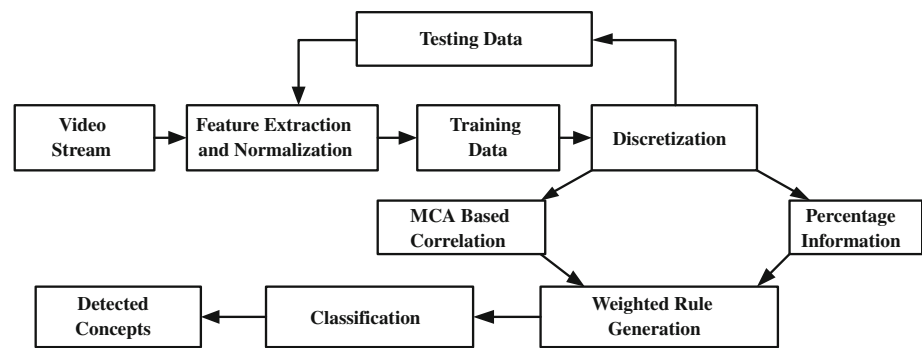 Testing Data
Video
Stream
Feature Extraction
and Normalization
Training
Data
Discretization
MCA Based
Correlation
Percentage
Information
Detected
Concepts
Classification
Weighted Rule
Generation